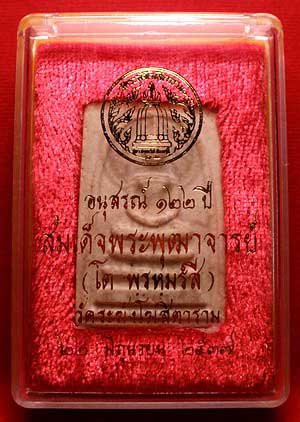 อนุสรณ์ ๑๒๒ ปี
สมเด็จพระพุฒาจารย์
(โต พรหมรํสี)
วัดระฆังโฆสิตาราม
๒๒ มิถุนายน ๒๕๓๗